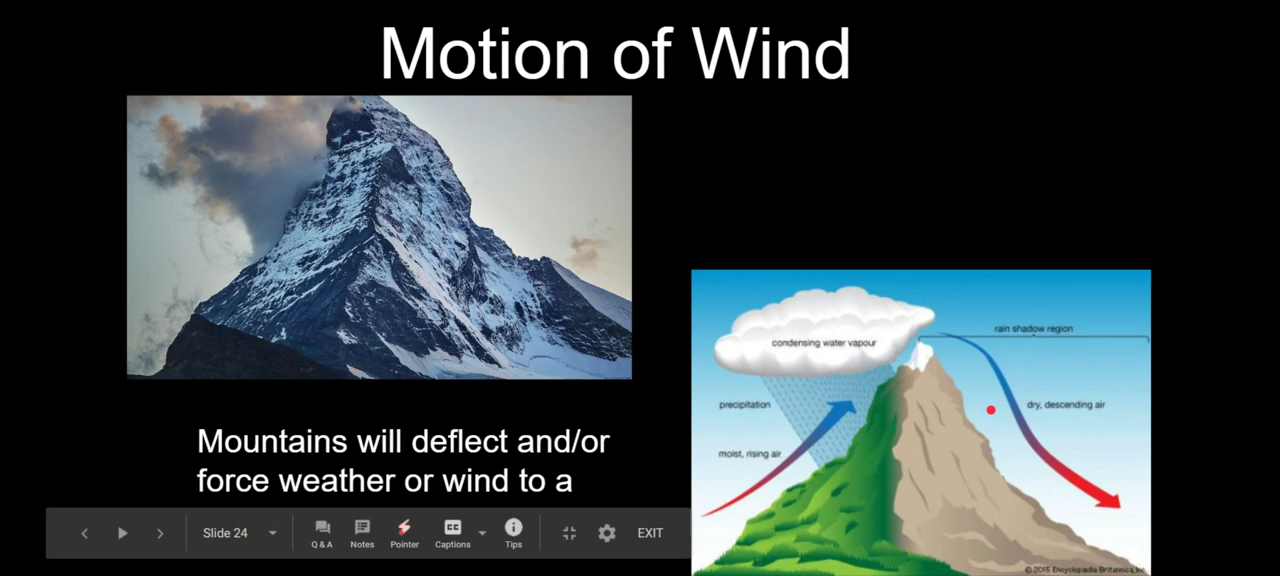 Motion of Wind
Mountains will deflect and/or
force weather or wind to a
condensing water vapour
rain shadow region
precipitation
dry, descending air
moist, rising air
Slide 24
Q & A
Notes
Pointer
Captions
Tips
EXIT
© 2015 Encyclopædia Britannica, Inc.